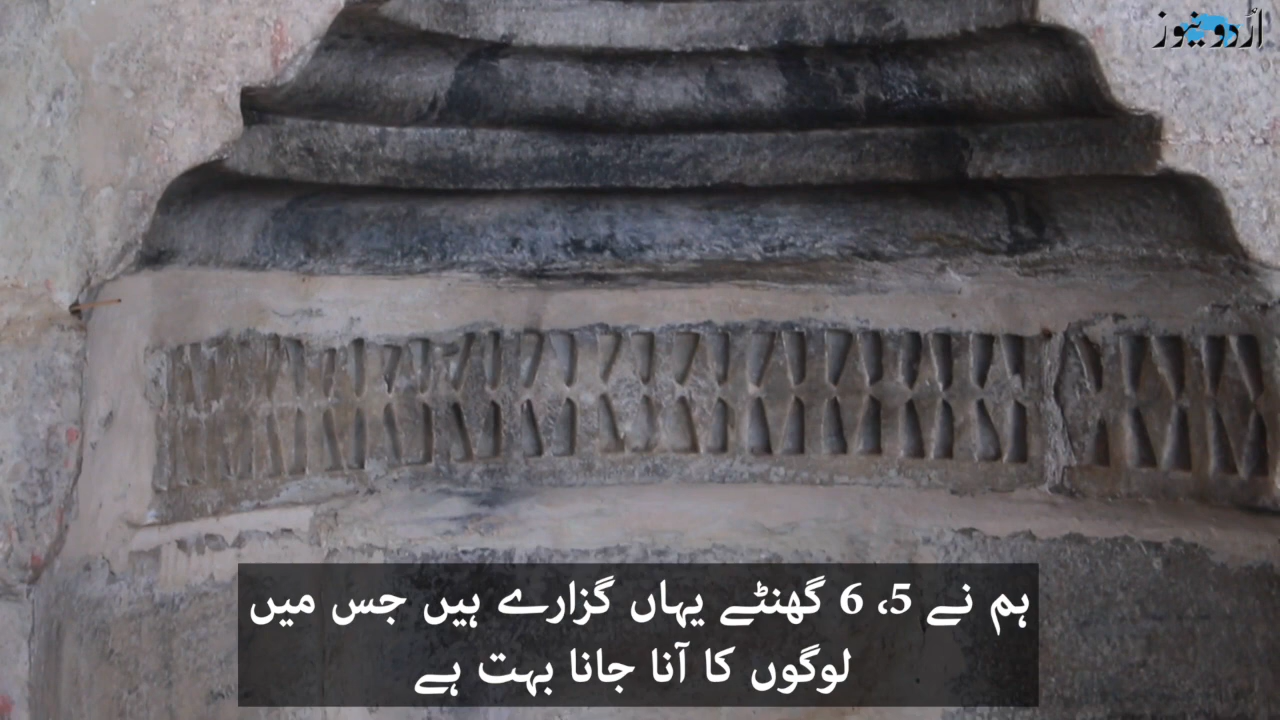 اردو نیوز
ہم نے 5، 6 گھنٹے یہاں گزارے ہیں جس میں
لوگوں کا آنا جانا بہت ہے